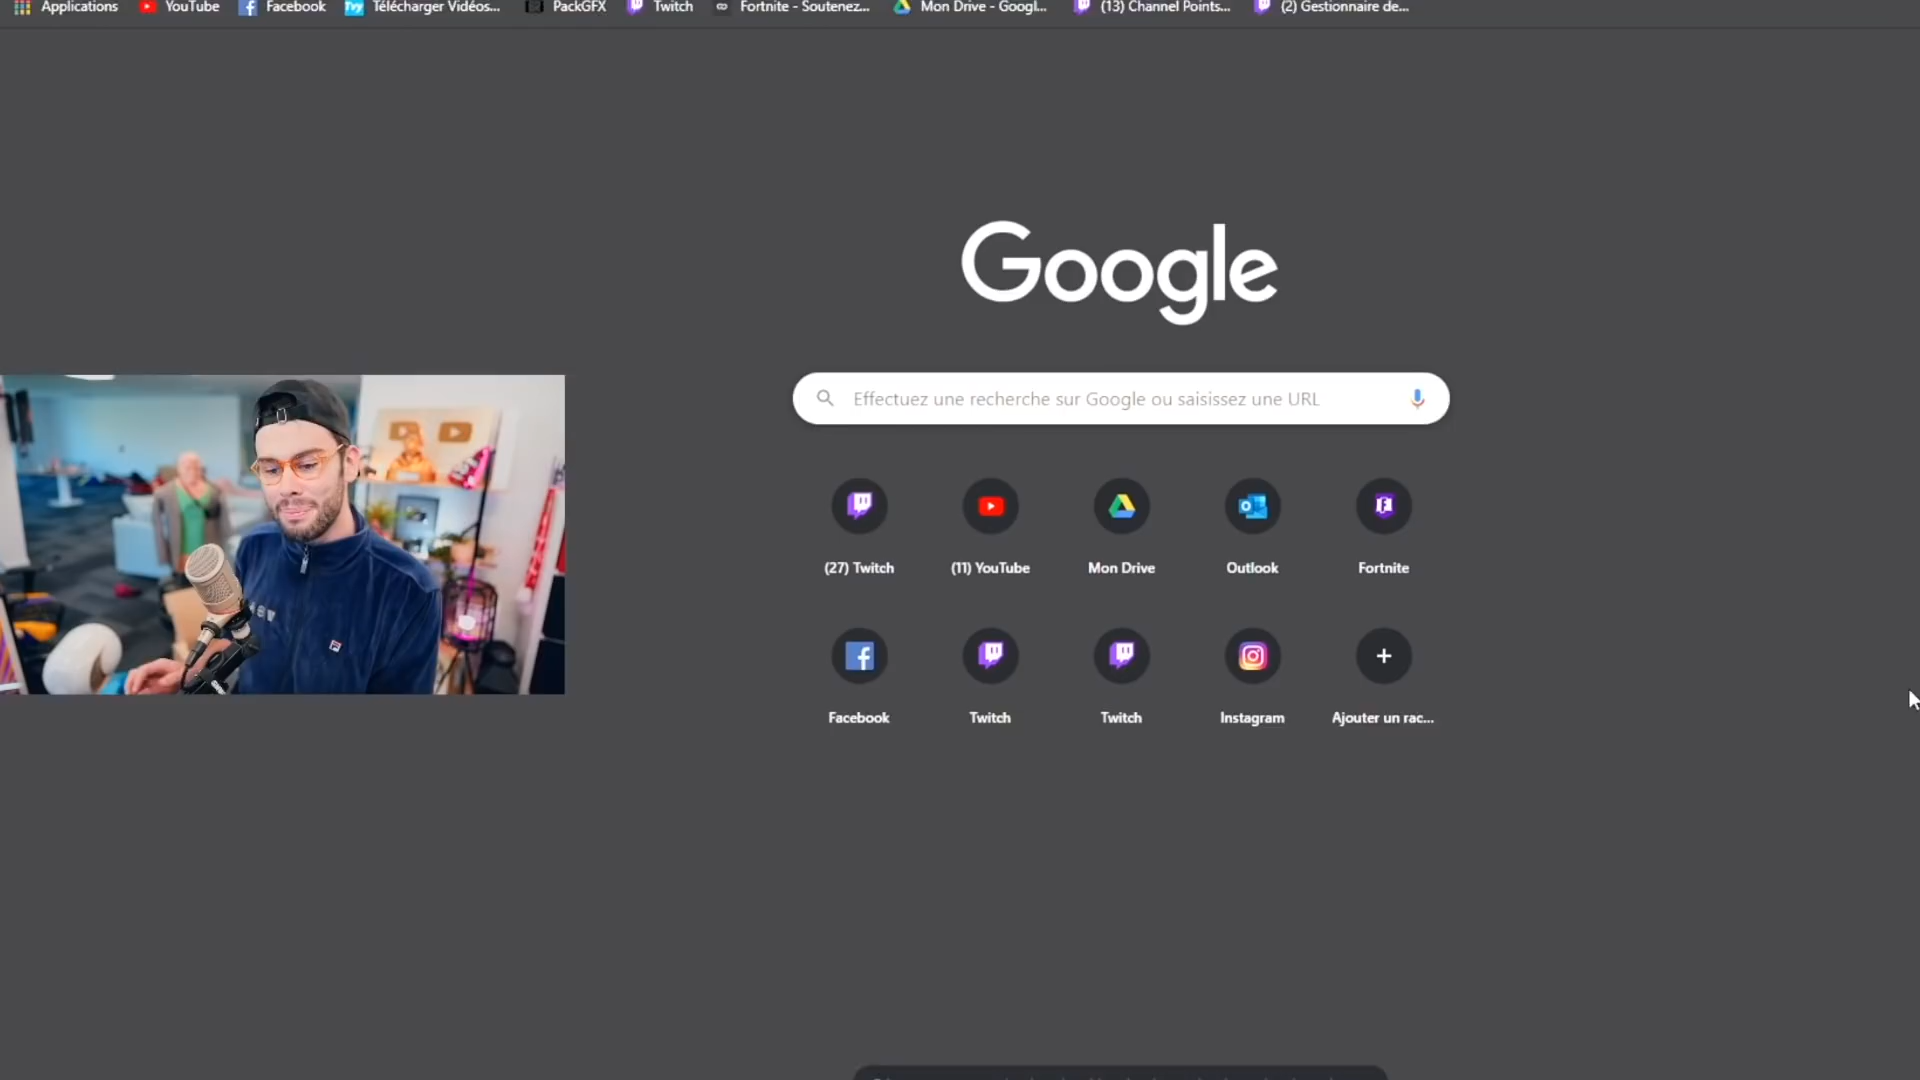 Applications YouTube Facebook Télécharger Vidéos... PackGFX Twitch Fortnite - Soutenez... Mon Drive - Googl... (13) Channel Points... (2) Gestionnaire de...
Google
Effectuez une recherche sur Google ou saisissez une URL
(27) Twitch (11) YouTube Mon Drive Outlook Fortnite
Facebook Twitch Twitch Instagram Ajouter un rac...